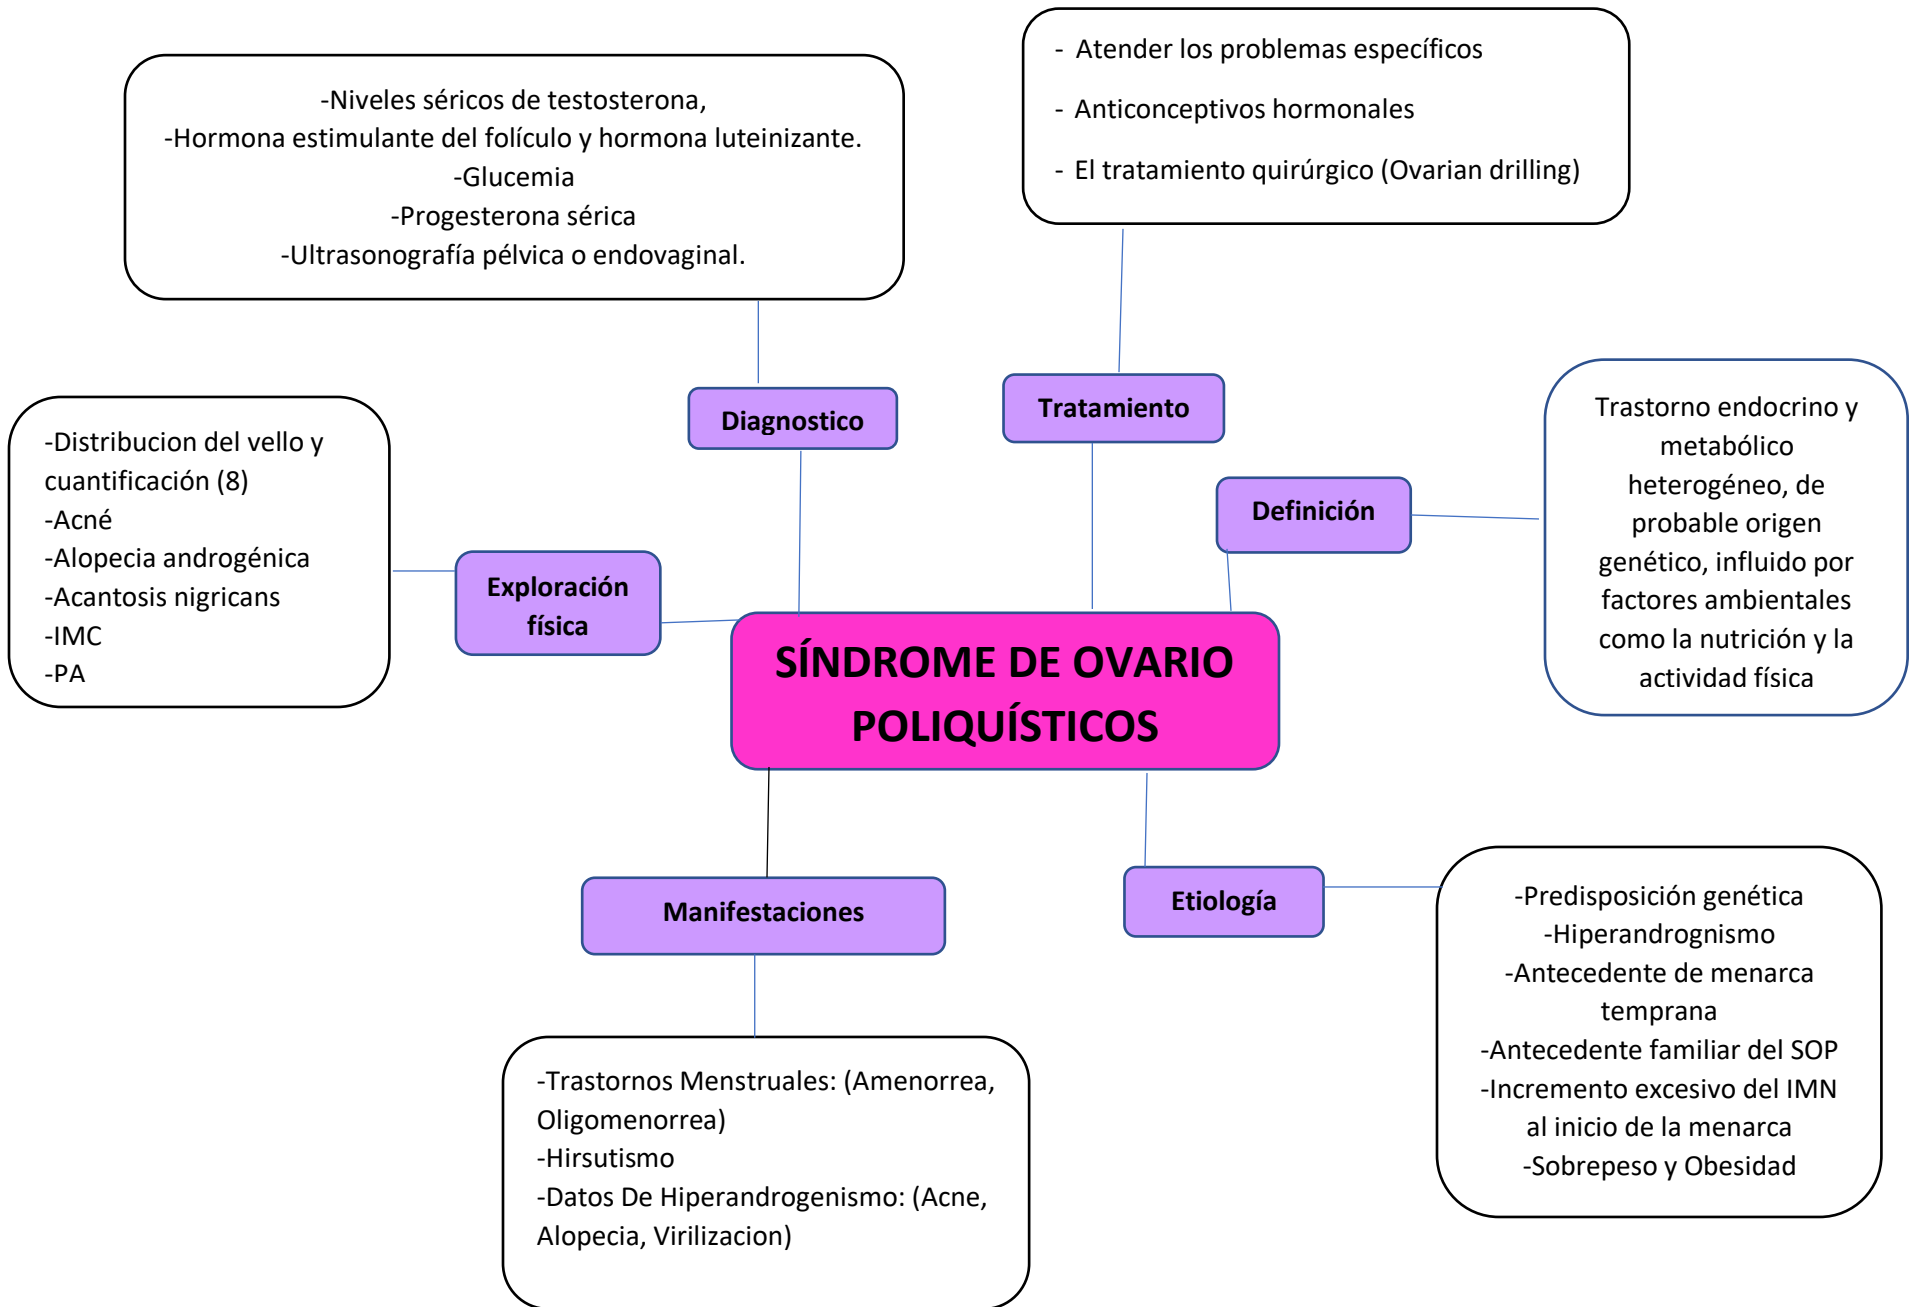 -Niveles séricos de testosterona,
-Hormona estimulante del folículo y hormona luteinizante.
-Glucemia
-Progesterona sérica
-Ultrasonografía pélvica o endovaginal.
- Atender los problemas específicos
- Anticonceptivos hormonales
- El tratamiento quirúrgico (Ovarian drilling)
Diagnostico
Tratamiento
-Distribucion del vello y
cuantificación (8)
-Acné
-Alopecia androgénica
-Acantosis nigricans
-IMC
-PA
Exploración
física
Definición
Trastorno endocrino y
metabólico
heterogéneo, de
probable origen
genético, influido por
factores ambientales
como la nutrición y la
actividad física
SÍNDROME DE OVARIO
POLIQUÍSTICOS
Manifestaciones
Etiología
-Trastornos Menstruales: (Amenorrea,
Oligomenorrea)
-Hirsutismo
-Datos De Hiperandrogenismo: (Acne,
Alopecia, Virilizacion)
-Predisposición genética
-Hiperandrognismo
-Antecedente de menarca
temprana
-Antecedente familiar del SOP
-Incremento excesivo del IMN
al inicio de la menarca
-Sobrepeso y Obesidad